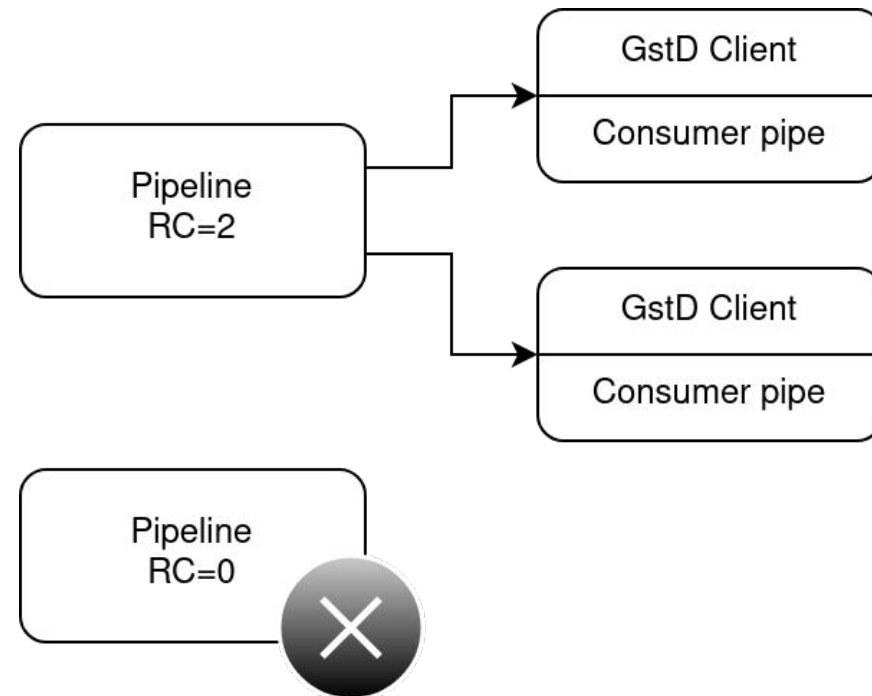 Pipeline
RC=2
GstD Client
Consumer pipe
GstD Client
Consumer pipe
Pipeline
RC=0